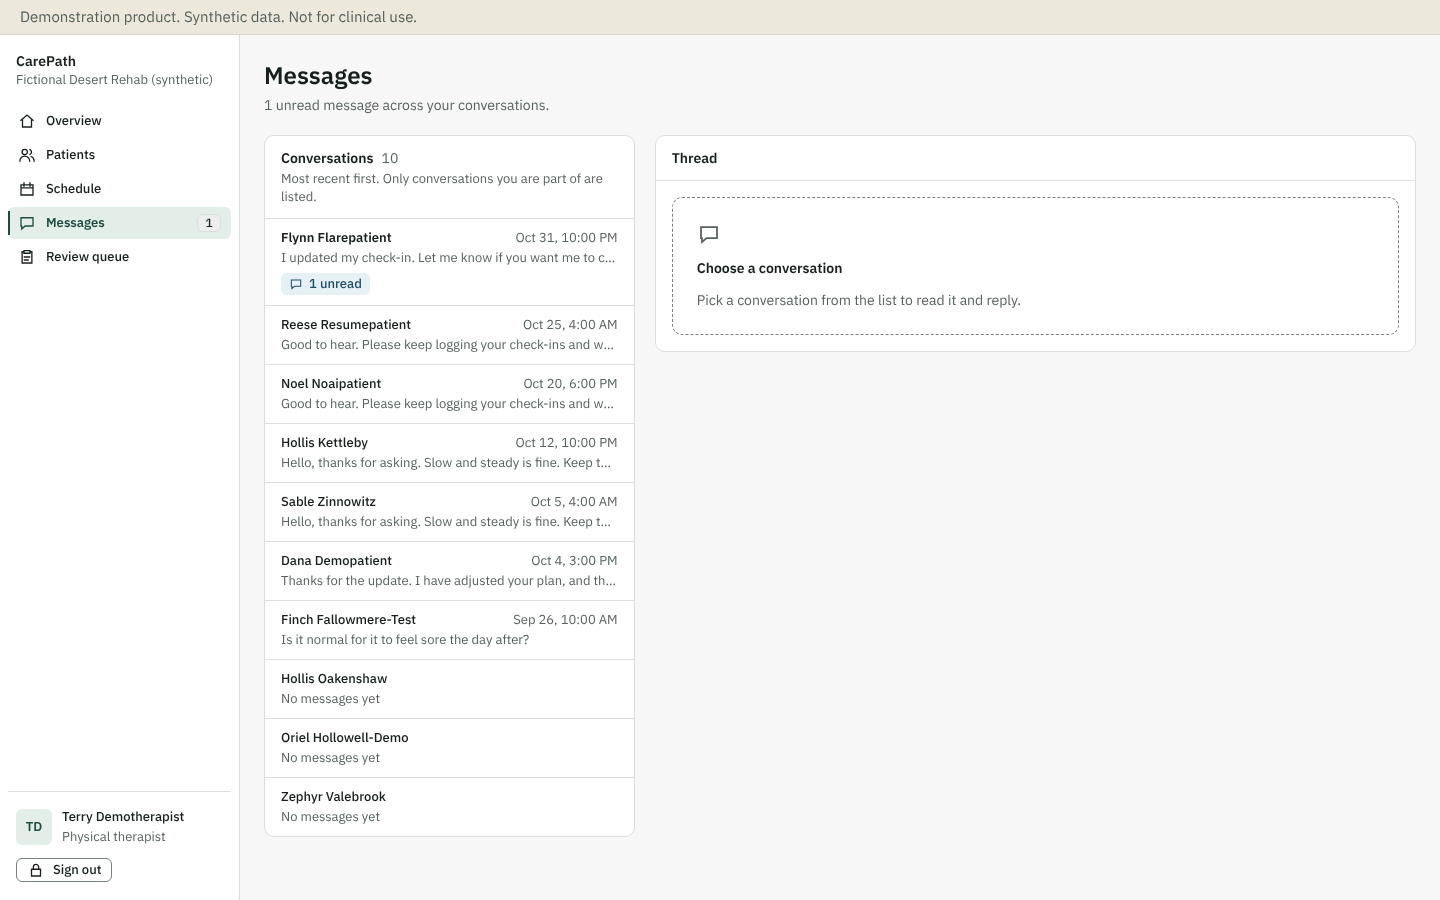 Demonstration product. Synthetic data. Not for clinical use.
CarePath
Fictional Desert Rehab (synthetic)
Overview
Patients
Schedule
Messages 1
Review queue
TD
Terry Demotherapist
Physical therapist
Sign out
Messages
1 unread message across your conversations.
Conversations 10
Most recent first. Only conversations you are part of are
listed.
Flynn Flarepatient Oct 31, 10:00 PM
I updated my check-in. Let me know if you want me to c...
1 unread
Reese Resumepatient Oct 25, 4:00 AM
Good to hear. Please keep logging your check-ins and w...
Noel Noaipatient Oct 20, 6:00 PM
Good to hear. Please keep logging your check-ins and w...
Hollis Kettleby Oct 12, 10:00 PM
Hello, thanks for asking. Slow and steady is fine. Keep t...
Sable Zinnowitz Oct 5, 4:00 AM
Hello, thanks for asking. Slow and steady is fine. Keep t...
Dana Demopatient Oct 4, 3:00 PM
Thanks for the update. I have adjusted your plan, and th...
Finch Fallowmere-Test Sep 26, 10:00 AM
Is it normal for it to feel sore the day after?
Hollis Oakenshaw
No messages yet
Oriel Hollowell-Demo
No messages yet
Zephyr Valebrook
No messages yet
Thread
Choose a conversation
Pick a conversation from the list to read it and reply.